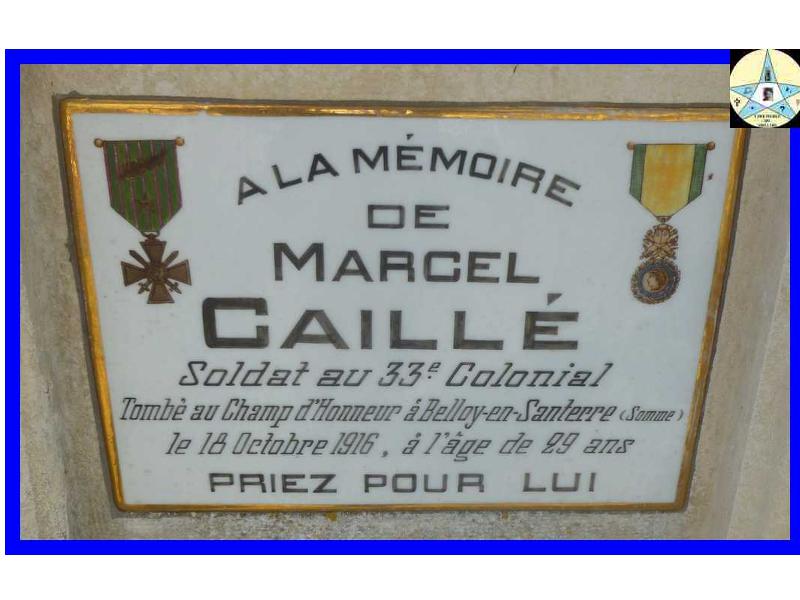 A LA MÉMOIRE
DE
MARCEL
CAILLÉ
Soldat au 33e Colonial
Tombè au Champ d'Honneur á Belloy-en-Santerre (Somme)
le 18 Octobre 1916, à l'âge de 29 ans
PRIEZ POUR LUI